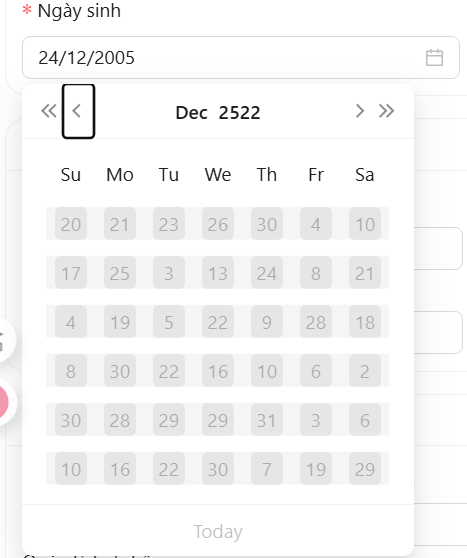 * Ngày sinh
24/12/2005
Dec 2522
Su Mo Tu We Th Fr Sa
20 21 23 26 30 4 10
17 25 3 13 24 8 21
4 19 5 22 9 28 18
8 30 22 16 10 6 2
30 28 29 29 31 3 6
10 16 22 30 7 19 29
Today